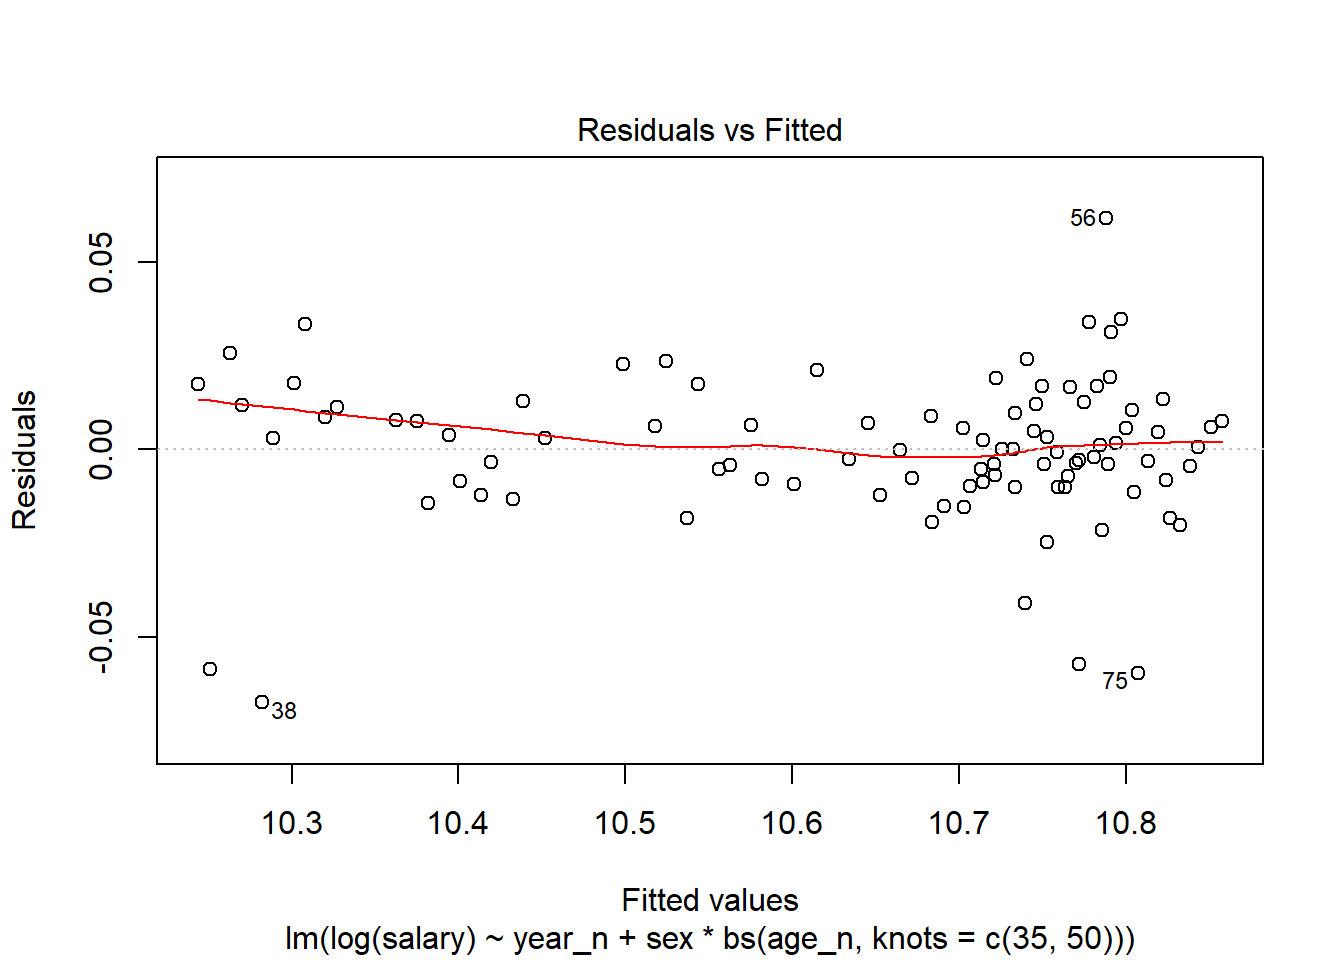 Residuals vs Fitted
Residuals
0.05
0.00
-0.05
56
75
38
10.3 10.4 10.5 10.6 10.7 10.8
Fitted values
lm(log(salary) ~ year_n + sex * bs(age_n, knots = c(35, 50)))